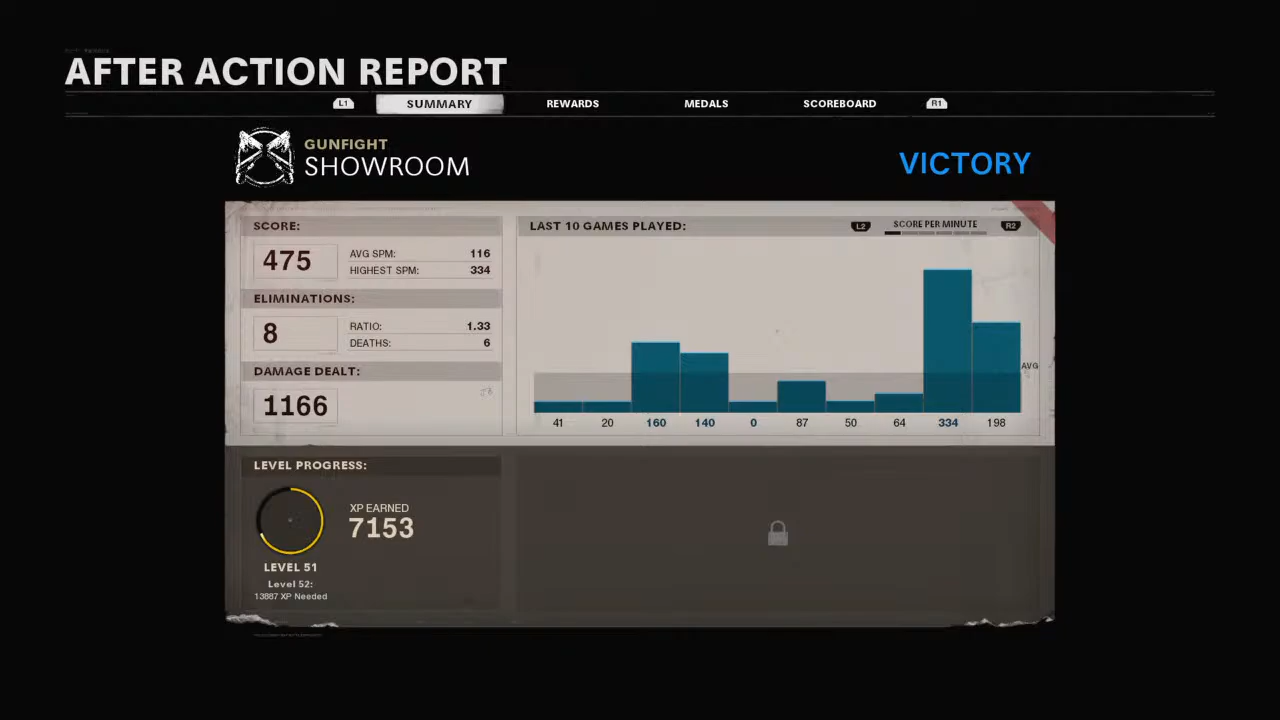 AFTER ACTION REPORT
L1 SUMMARY REWARDS MEDALS SCOREBOARD R1
GUNFIGHT
SHOWROOM
VICTORY
SCORE:
475
AVG SPM: 116
HIGHEST SPM: 334
ELIMINATIONS:
8
RATIO: 1.33
DEATHS: 6
DAMAGE DEALT:
1166
LAST 10 GAMES PLAYED:
L2 SCORE PER MINUTE R2
AVG
41 20 160 140 0 87 50 64 334 198
LEVEL PROGRESS:
XP EARNED
7153
LEVEL 51
Level 52:
13887 XP Needed